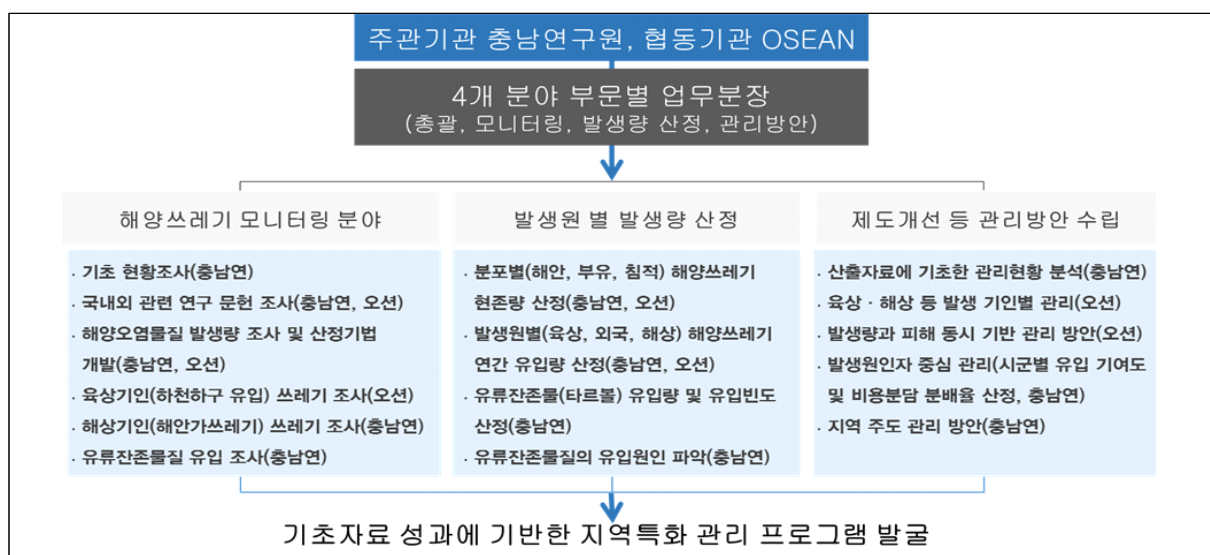 주관기관 충남연구원, 협동기관 OSEAN
4개 분야 부문별 업무분장
(총괄, 모니터링, 발생량 산정, 관리방안)
해양쓰레기 모니터링 분야
· 기초 현황조사(충남연)
· 국내외 관련 연구 문헌 조사(충남연, 오션)
· 해양오염물질 발생량 조사 및 산정기법
개발(충남연, 오션)
· 육상기인(하천하구 유입) 쓰레기 조사(오션)
· 해상기인(해안가쓰레기) 쓰레기 조사(충남연)
· 유류잔존물질 유입 조사(충남연)
발생원 별 발생량 산정
· 분포별(해안, 부유, 침적) 해양쓰레기
현존량 산정(충남연, 오션)
· 발생원별(육상, 외국, 해상) 해양쓰레기
연간 유입량 산정(충남연, 오션)
· 유류잔존물(타르볼) 유입량 및 유입빈도
산정(충남연)
· 유류잔존물질의 유입원인 파악(충남연)
제도개선 등 관리방안 수립
· 산출자료에 기초한 관리현황 분석(충남연)
· 육상 · 해상 등 발생 기인별 관리(오션)
· 발생량과 피해 동시 기반 관리 방안(오션)
· 발생원인자 중심 관리(시군별 유입 기여도
및 비용분담 분배율 산정, 충남연)
· 지역 주도 관리 방안(충남연)
기초자료 성과에 기반한 지역특화 관리 프로그램 발굴